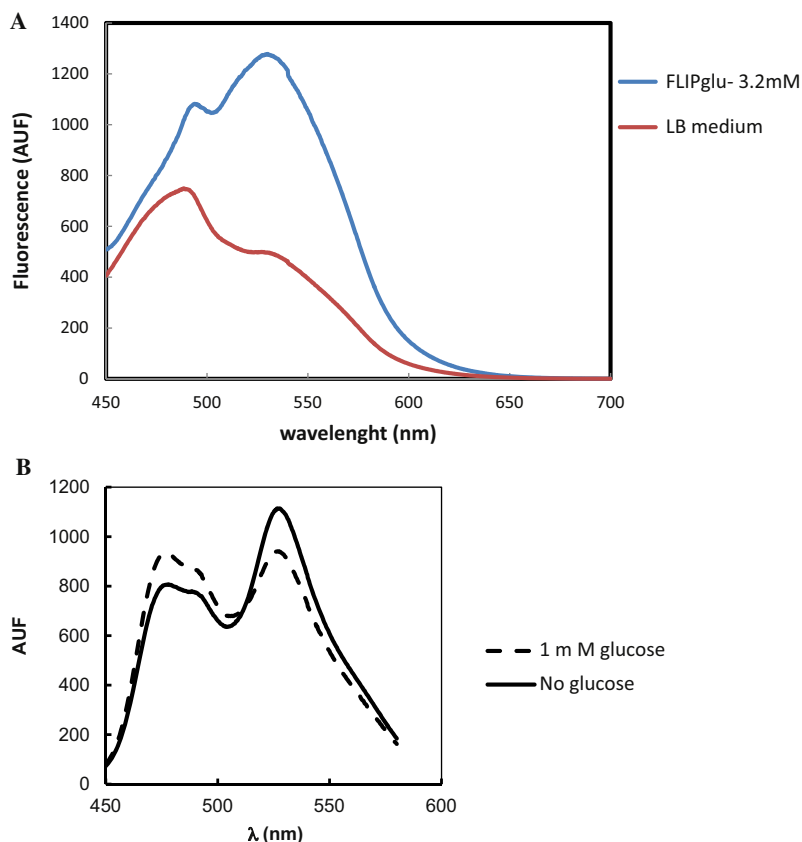 A
1400
1200
1000
800
600
400
200
0
Fluorescence (AUF)
450 500 550 600 650 700
wavelenght (nm)
FLIPglu- 3.2mM
LB medium
B
1200
1000
800
600
400
200
0
AUF
450 500 550 600
λ (nm)
1 m M glucose
No glucose